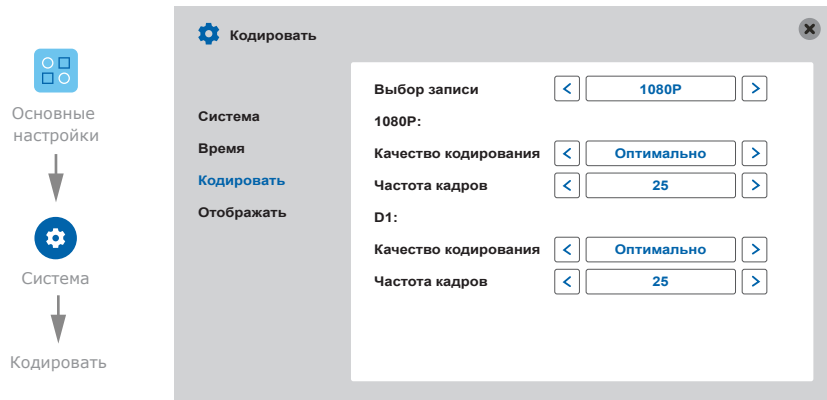 Основные
настройки
Система
Кодировать
Кодировать
Система
Время
Кодировать
Отображать
Выбор записи 1080P
1080P:
Качество кодирования Оптимально
Частота кадров 25
D1:
Качество кодирования Оптимально
Частота кадров 25